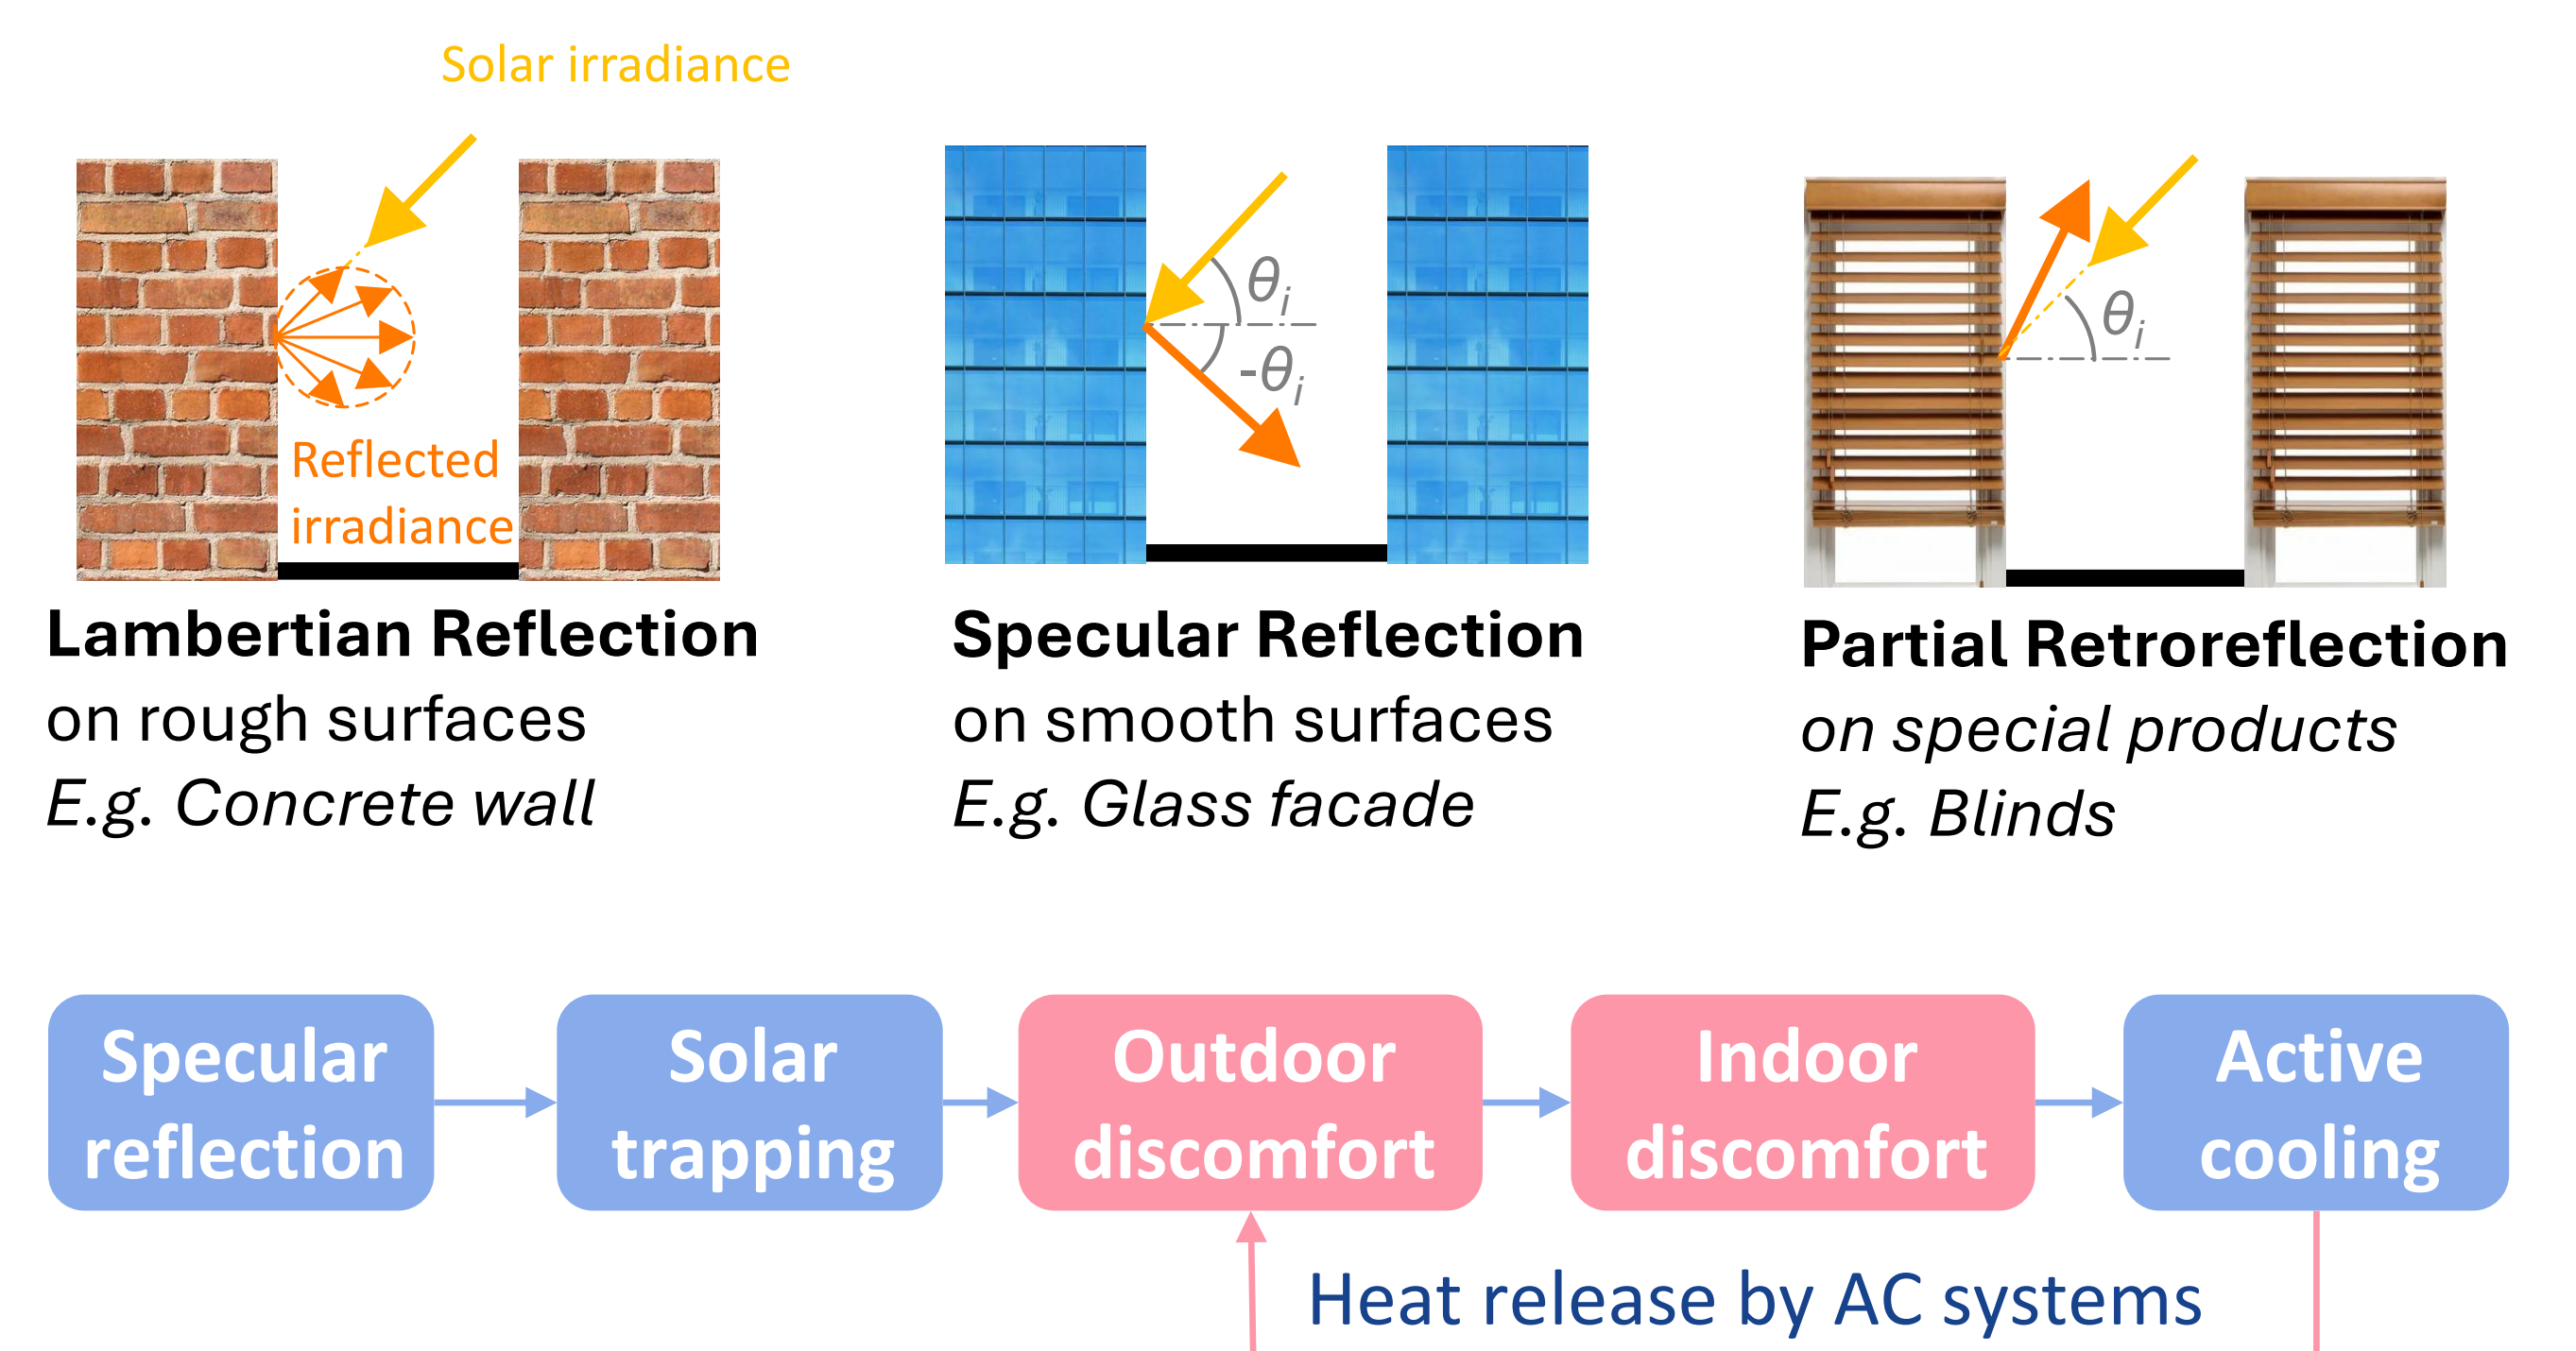 Solar irradiance
Reflected
irradiance
Lambertian Reflection
on rough surfaces
E.g. Concrete wall
θi
-θi
Specular Reflection
on smooth surfaces
E.g. Glass facade
θi
Partial Retroreflection
on special products
E.g. Blinds
Specular
reflection
Solar
trapping
Outdoor
discomfort
Indoor
discomfort
Active
cooling
Heat release by AC systems